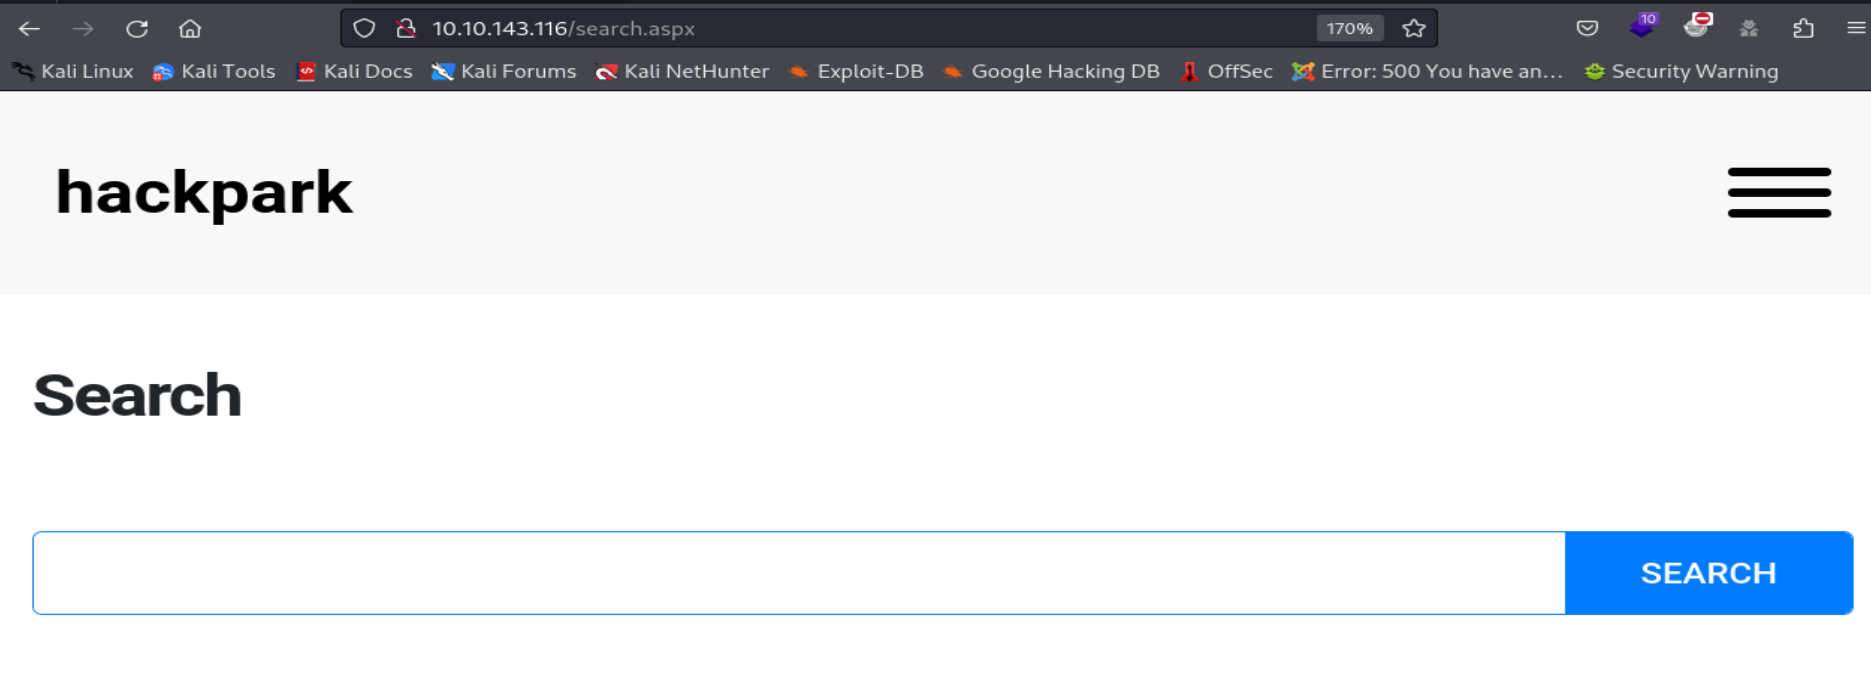 10.10.143.116/search.aspx 170% 10
Kali Linux Kali Tools Kali Docs Kali Forums Kali NetHunter Exploit-DB Google Hacking DB OffSec Error: 500 You have an... Security Warning
hackpark
Search
SEARCH